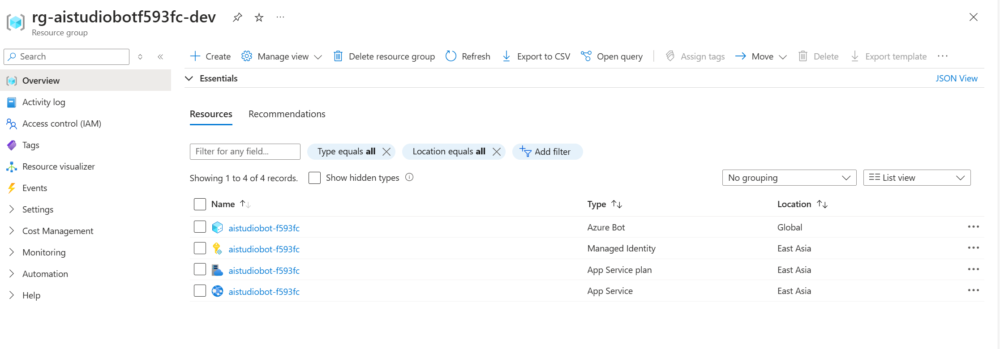 rg-aistudiobotf593fc-dev
Resource group
Search
Create
Manage view
Delete resource group
Refresh
Export to CSV
Open query
Assign tags
Move
Delete
Export template
Overview
Activity log
Access control (IAM)
Tags
Resource visualizer
Events
Settings
Cost Management
Monitoring
Automation
Help
Essentials
JSON View
Resources Recommendations
Filter for any field...
Type equals all
Location equals all
Add filter
Showing 1 to 4 of 4 records.
Show hidden types
No grouping
List view
Name Type Location
aistudiobot-f593fc Azure Bot Global
aistudiobot-f593fc Managed Identity East Asia
aistudiobot-f593fc App Service plan East Asia
aistudiobot-f593fc App Service East Asia